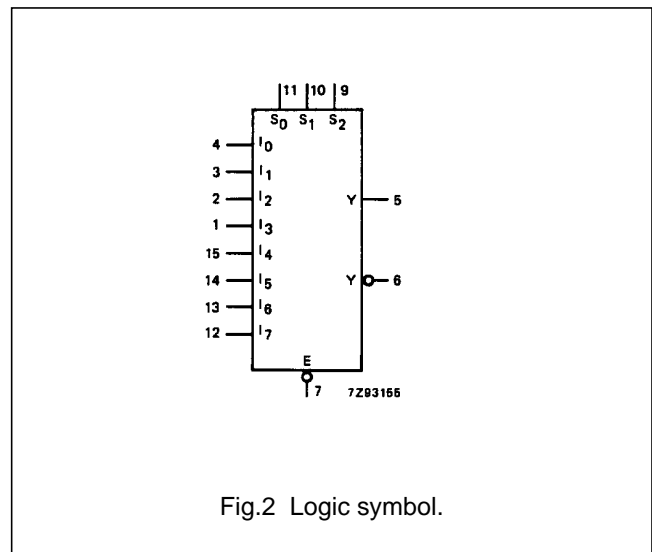 11 10 9
S0 S1 S2
4 I0
3 I1
2 I2 Y 5
1 I3
15 I4
14 I5 Y 6
13 I6
12 I7
E
7 7Z93155
Fig.2 Logic symbol.